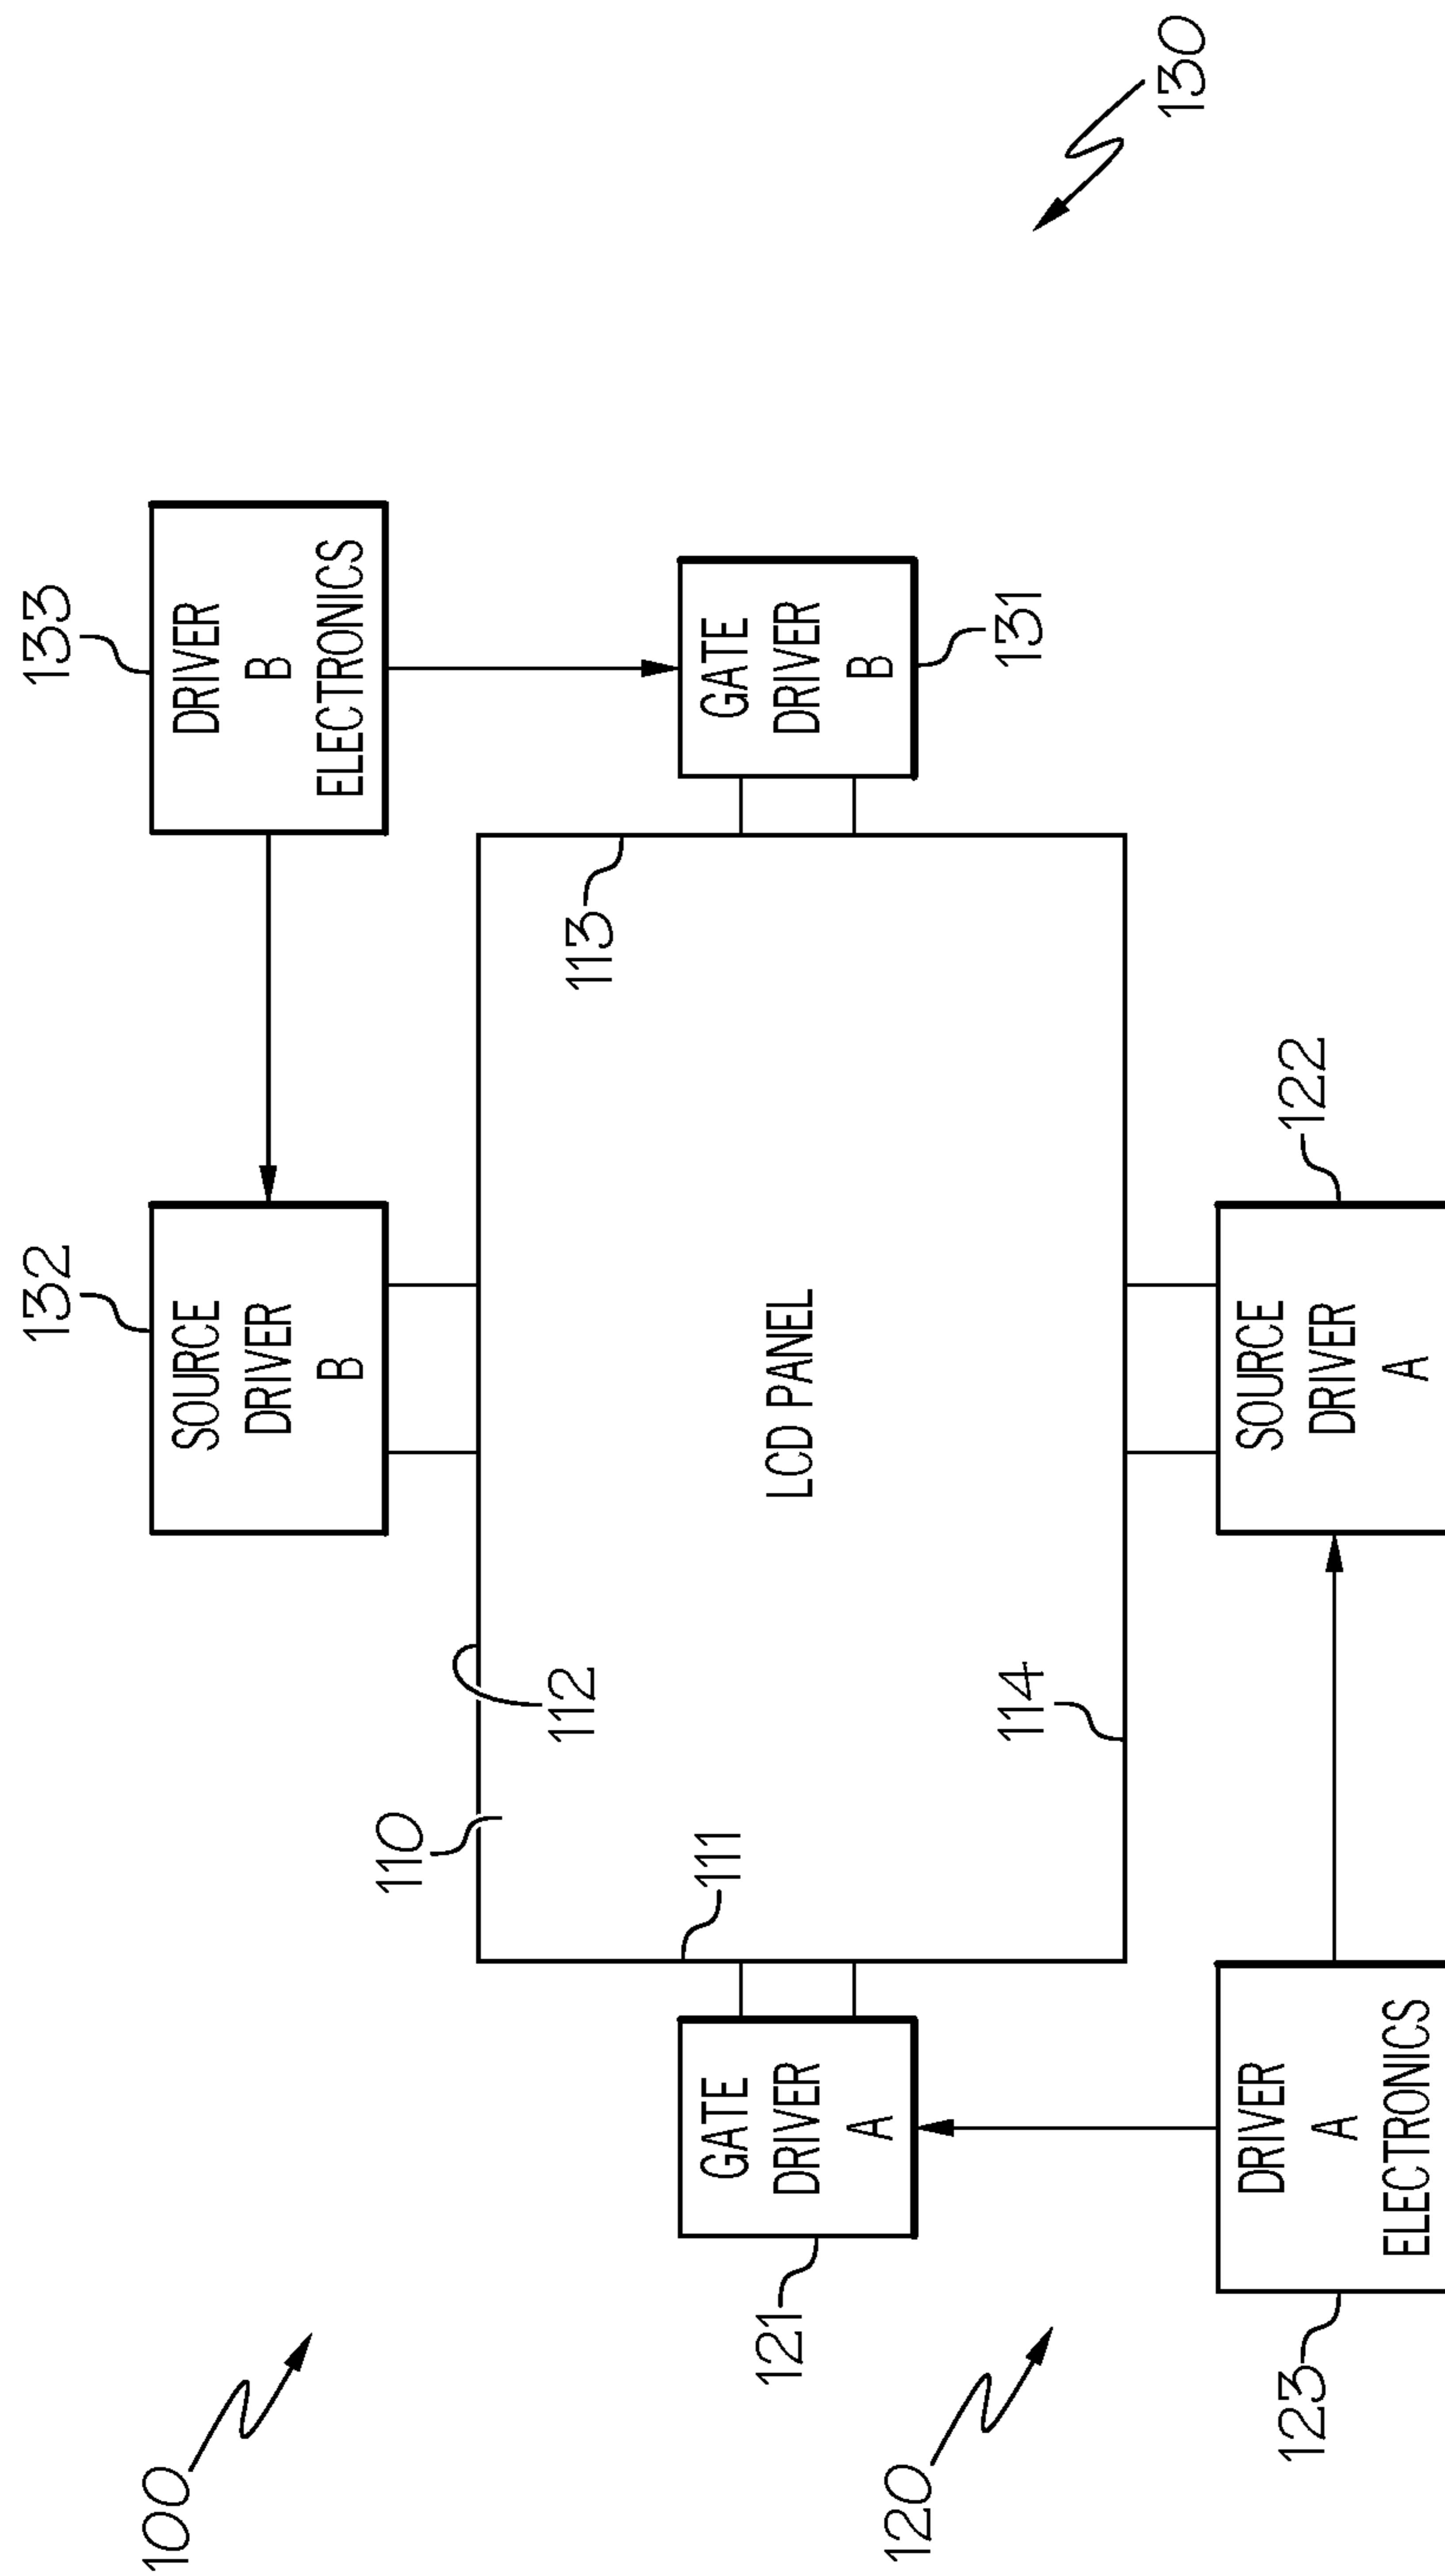 100
132
133
SOURCE
DRIVER
B
DRIVER
B
ELECTRONICS
110
112
113
111
121
GATE
DRIVER
A
LCD PANEL
GATE
DRIVER
B
131
114
120
130
123
DRIVER
A
ELECTRONICS
SOURCE
DRIVER
A
122